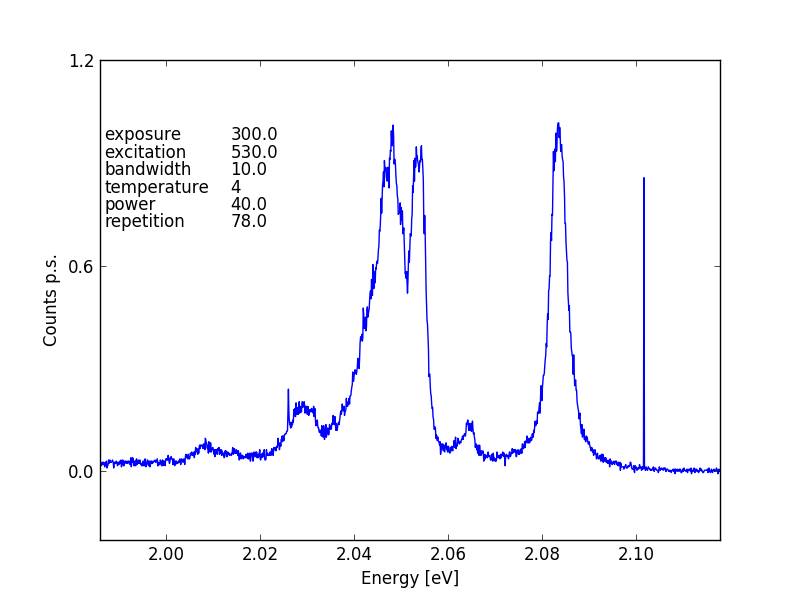 1.2
exposure 300.0
excitation 530.0
bandwidth 10.0
temperature 4
power 40.0
repetition 78.0
0.6
Counts p.s.
0.0
2.00 2.02 2.04 2.06 2.08 2.10
Energy [eV]